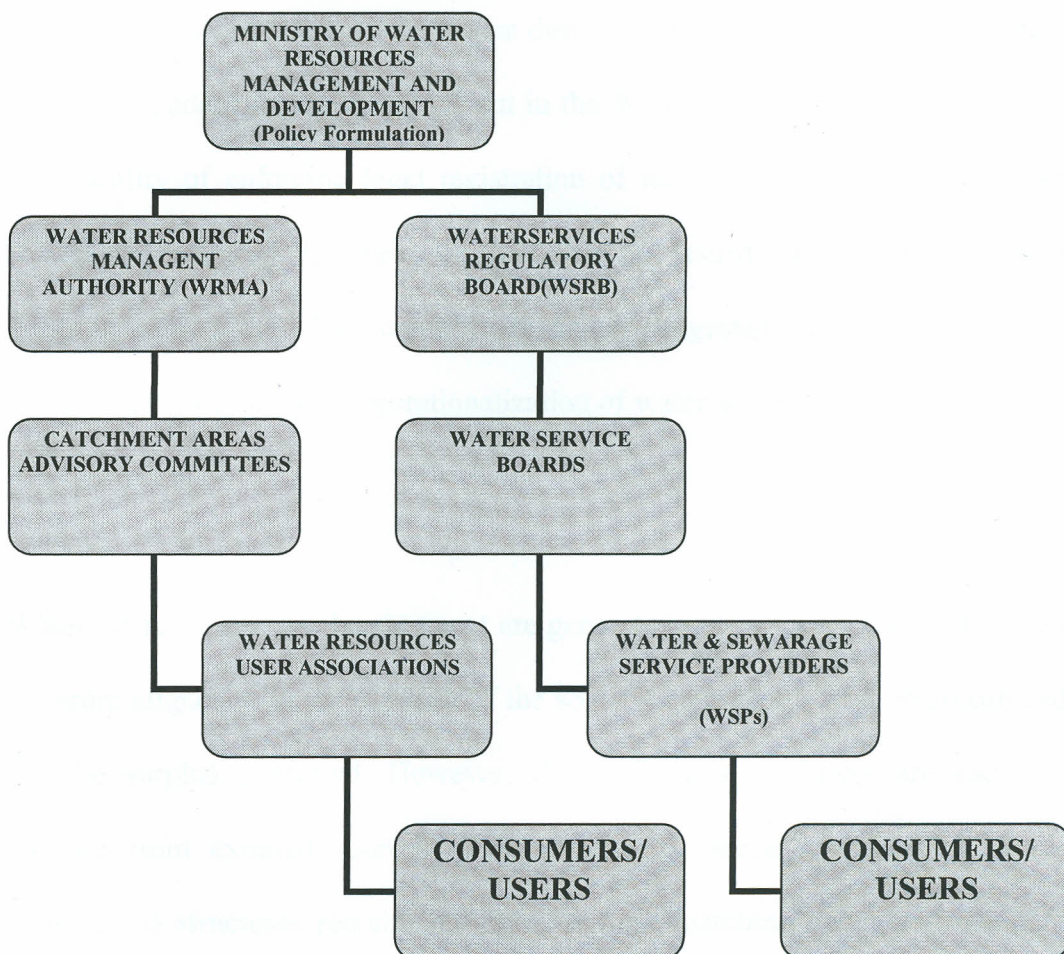 MINISTRY OF WATER
RESOURCES
MANAGEMENT AND
DEVELOPMENT
(Policy Formulation)
WATER RESOURCES
MANAGENT
AUTHORITY (WRMA)
WATERSERVICES
REGULATORY
BOARD(WSRB)
CATCHMENT AREAS
ADVISORY COMMITTEES
WATER SERVICE
BOARDS
WATER RESOURCES
USER ASSOCIATIONS
WATER & SEWARAGE
SERVICE PROVIDERS
(WSPs)
CONSUMERS/
USERS
CONSUMERS/
USERS